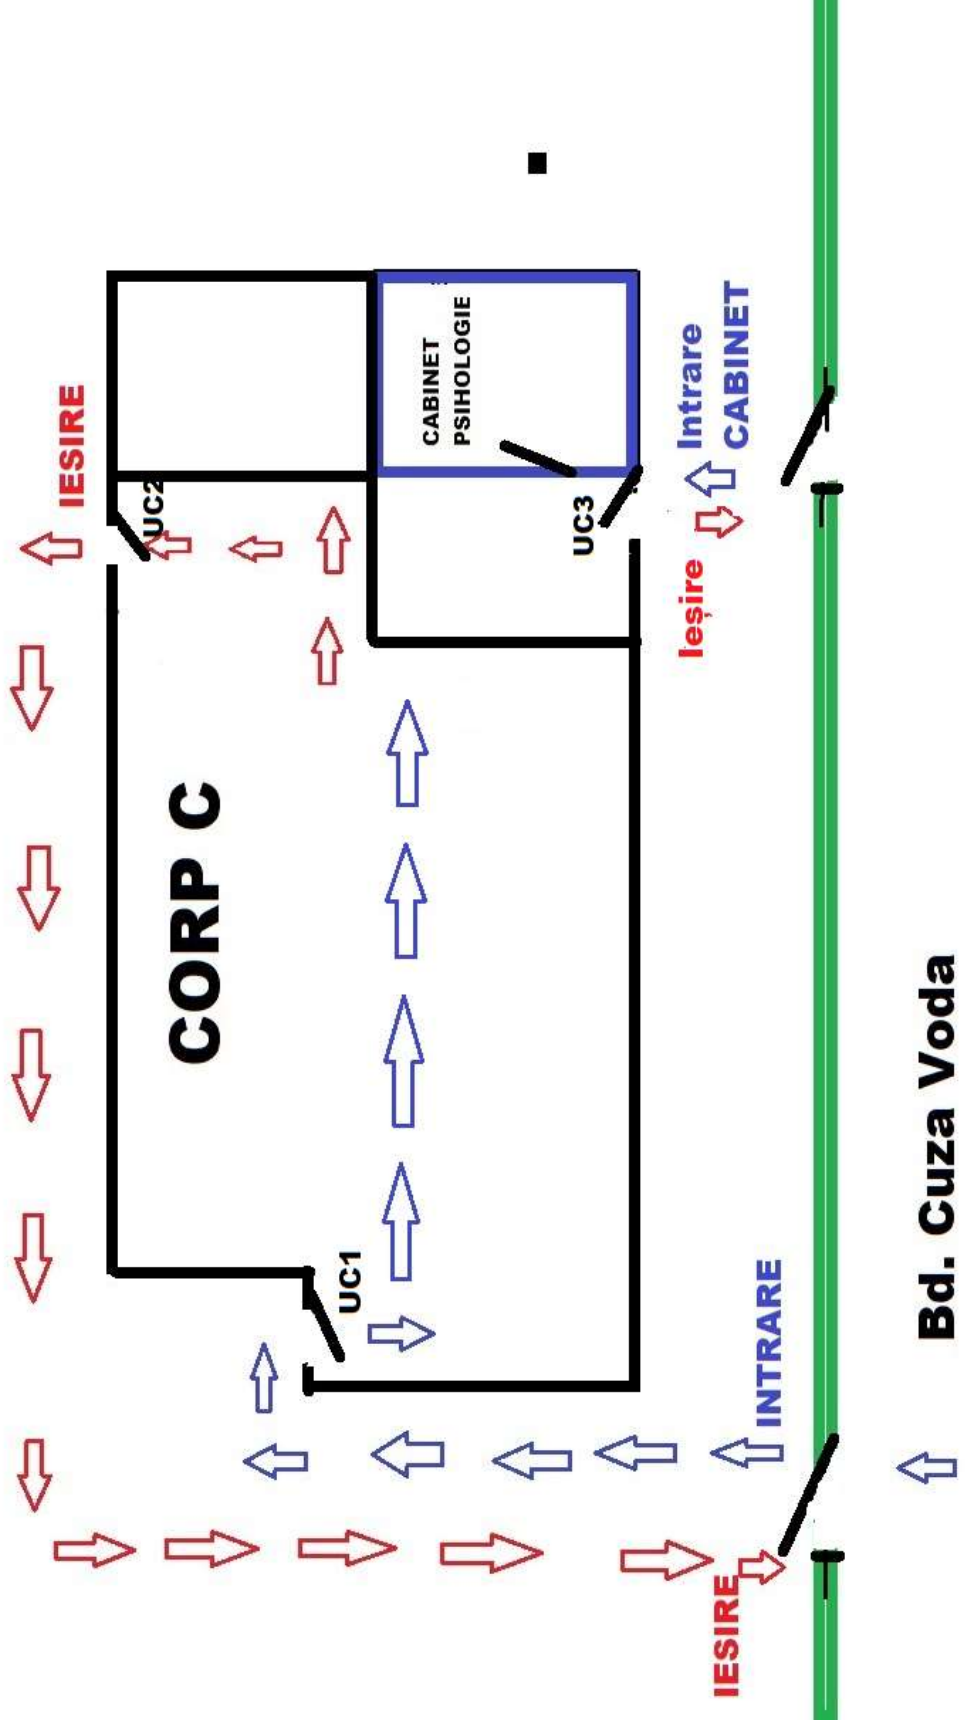 IESIRE
UC2
CABINET
PSIHOLOGIE
UC3
Intrare
CABINET
Ieșire
CORP C
UC1
INTRARE
IESIRE
Bd. Cuza Voda